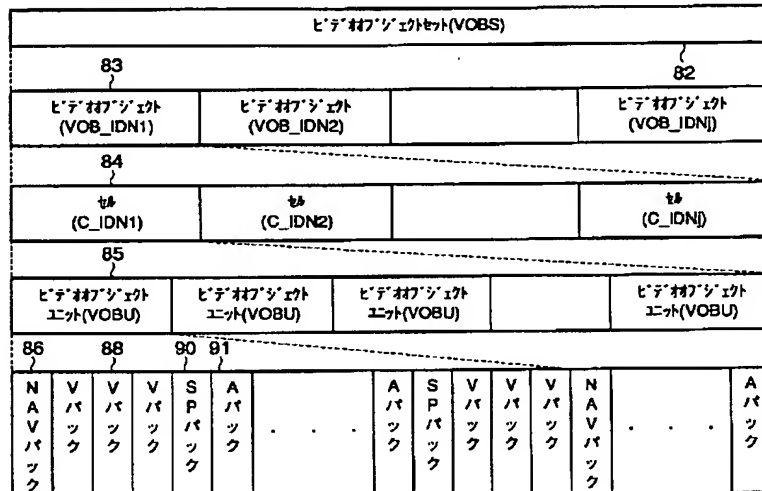 ビデオオブジェクトセット(VOBS)
83
82
ビデオオブジェクト
(VOB_IDN1)
ビデオオブジェクト
(VOB_IDN2)
ビデオオブジェクト
(VOB_IDNj)
84
セル
(C_IDN1)
セル
(C_IDN2)
セル
(C_IDNj)
85
ビデオオブジェクト
ユニット(VOBU)
ビデオオブジェクト
ユニット(VOBU)
ビデオオブジェクト
ユニット(VOBU)
ビデオオブジェクト
ユニット(VOBU)
86
88
90
91
NAVパック
Vパック
Vパック
Vパック
SPパック
Aパック
. . .
Aパック
SPパック
Vパック
Vパック
Vパック
NAVパック
. . .
Aパック